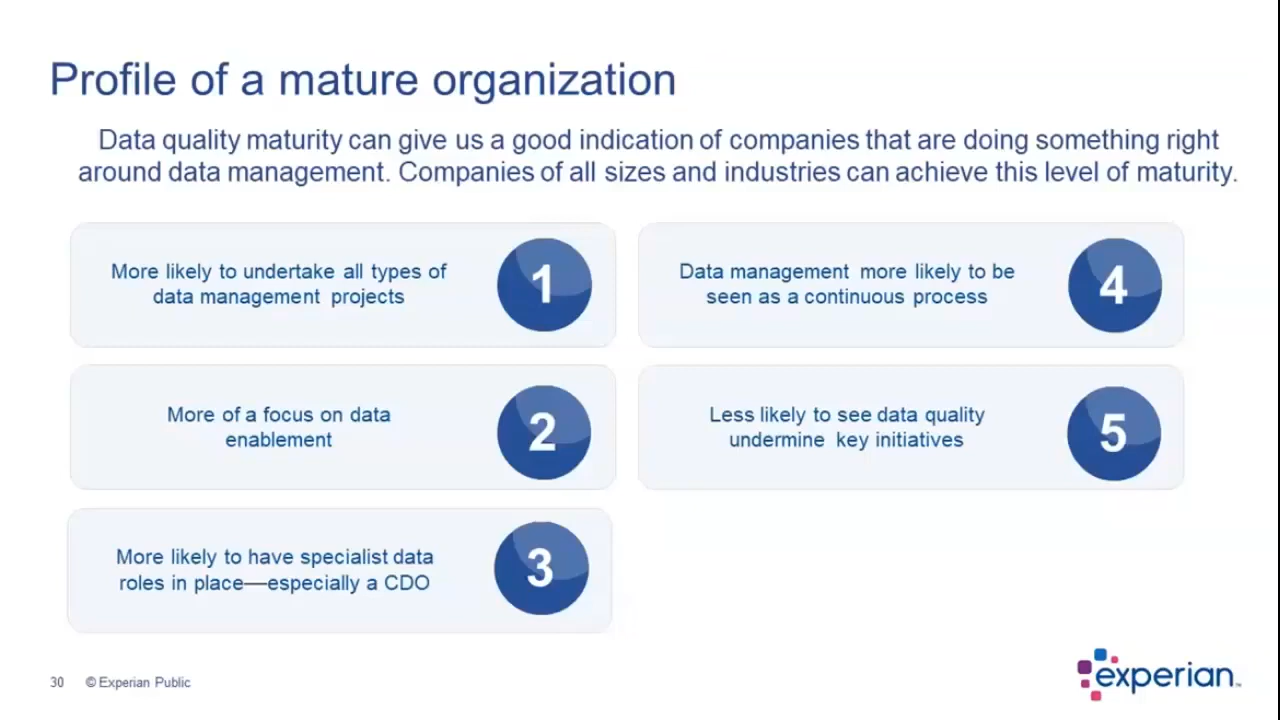 Profile of a mature organization
Data quality maturity can give us a good indication of companies that are doing something right
around data management. Companies of all sizes and industries can achieve this level of maturity.
More likely to undertake all types of
data management projects
1
More of a focus on data
enablement
2
More likely to have specialist data
roles in place—especially a CDO
3
Data management more likely to be
seen as a continuous process
4
Less likely to see data quality
undermine key initiatives
5
30 © Experian Public
experian™